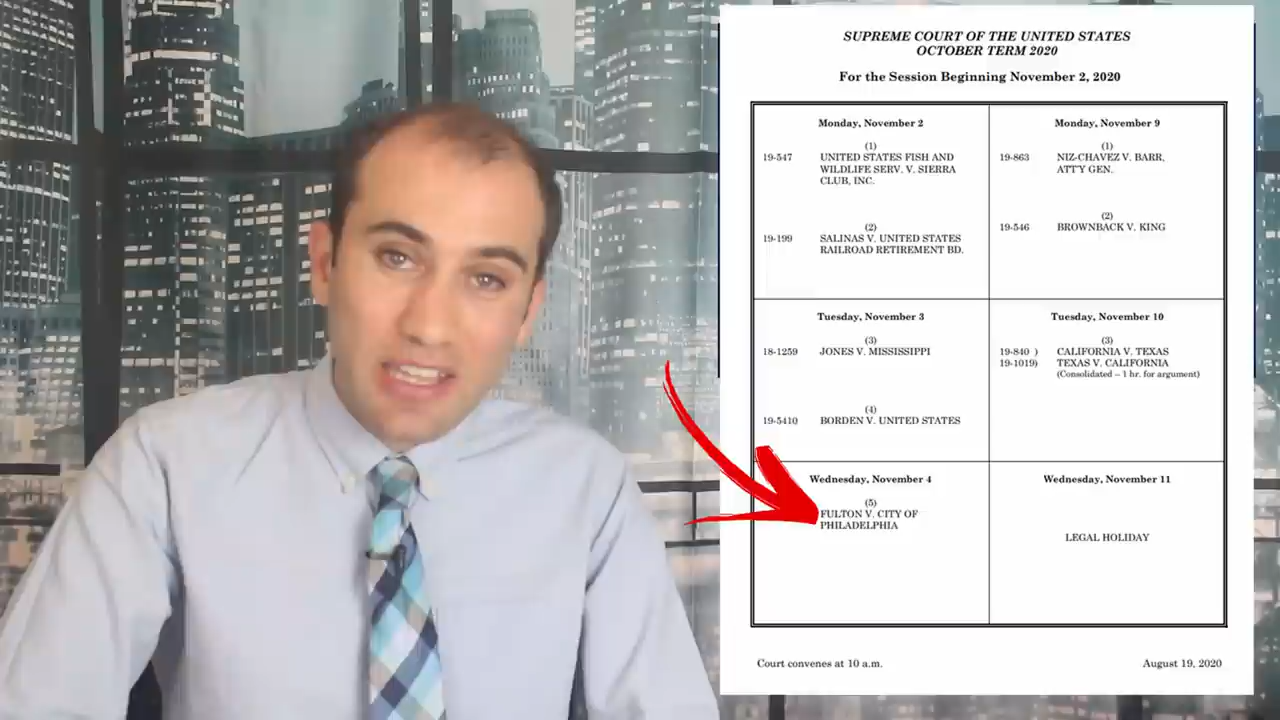 SUPREME COURT OF THE UNITED STATES
OCTOBER TERM 2020
For the Session Beginning November 2, 2020
Monday, November 2
(1)
19-547 UNITED STATES FISH AND
WILDLIFE SERV. V. SIERRA
CLUB, INC.
(2)
19-199 SALINAS V. UNITED STATES
RAILROAD RETIREMENT BD.
Monday, November 9
(1)
19-863 NIZ-CHAVEZ V. BARR,
ATT'Y GEN.
(2)
19-546 BROWNBACK V. KING
Tuesday, November 3
(3)
18-1259 JONES V. MISSISSIPPI
(4)
19-5410 BORDEN V. UNITED STATES
Tuesday, November 10
(3)
19-840 ) CALIFORNIA V. TEXAS
19-1019) TEXAS V. CALIFORNIA
(Consolidated – 1 hr. for argument)
Wednesday, November 4
(5)
FULTON V. CITY OF
PHILADELPHIA
Wednesday, November 11
LEGAL HOLIDAY
Court convenes at 10 a.m.
August 19, 2020